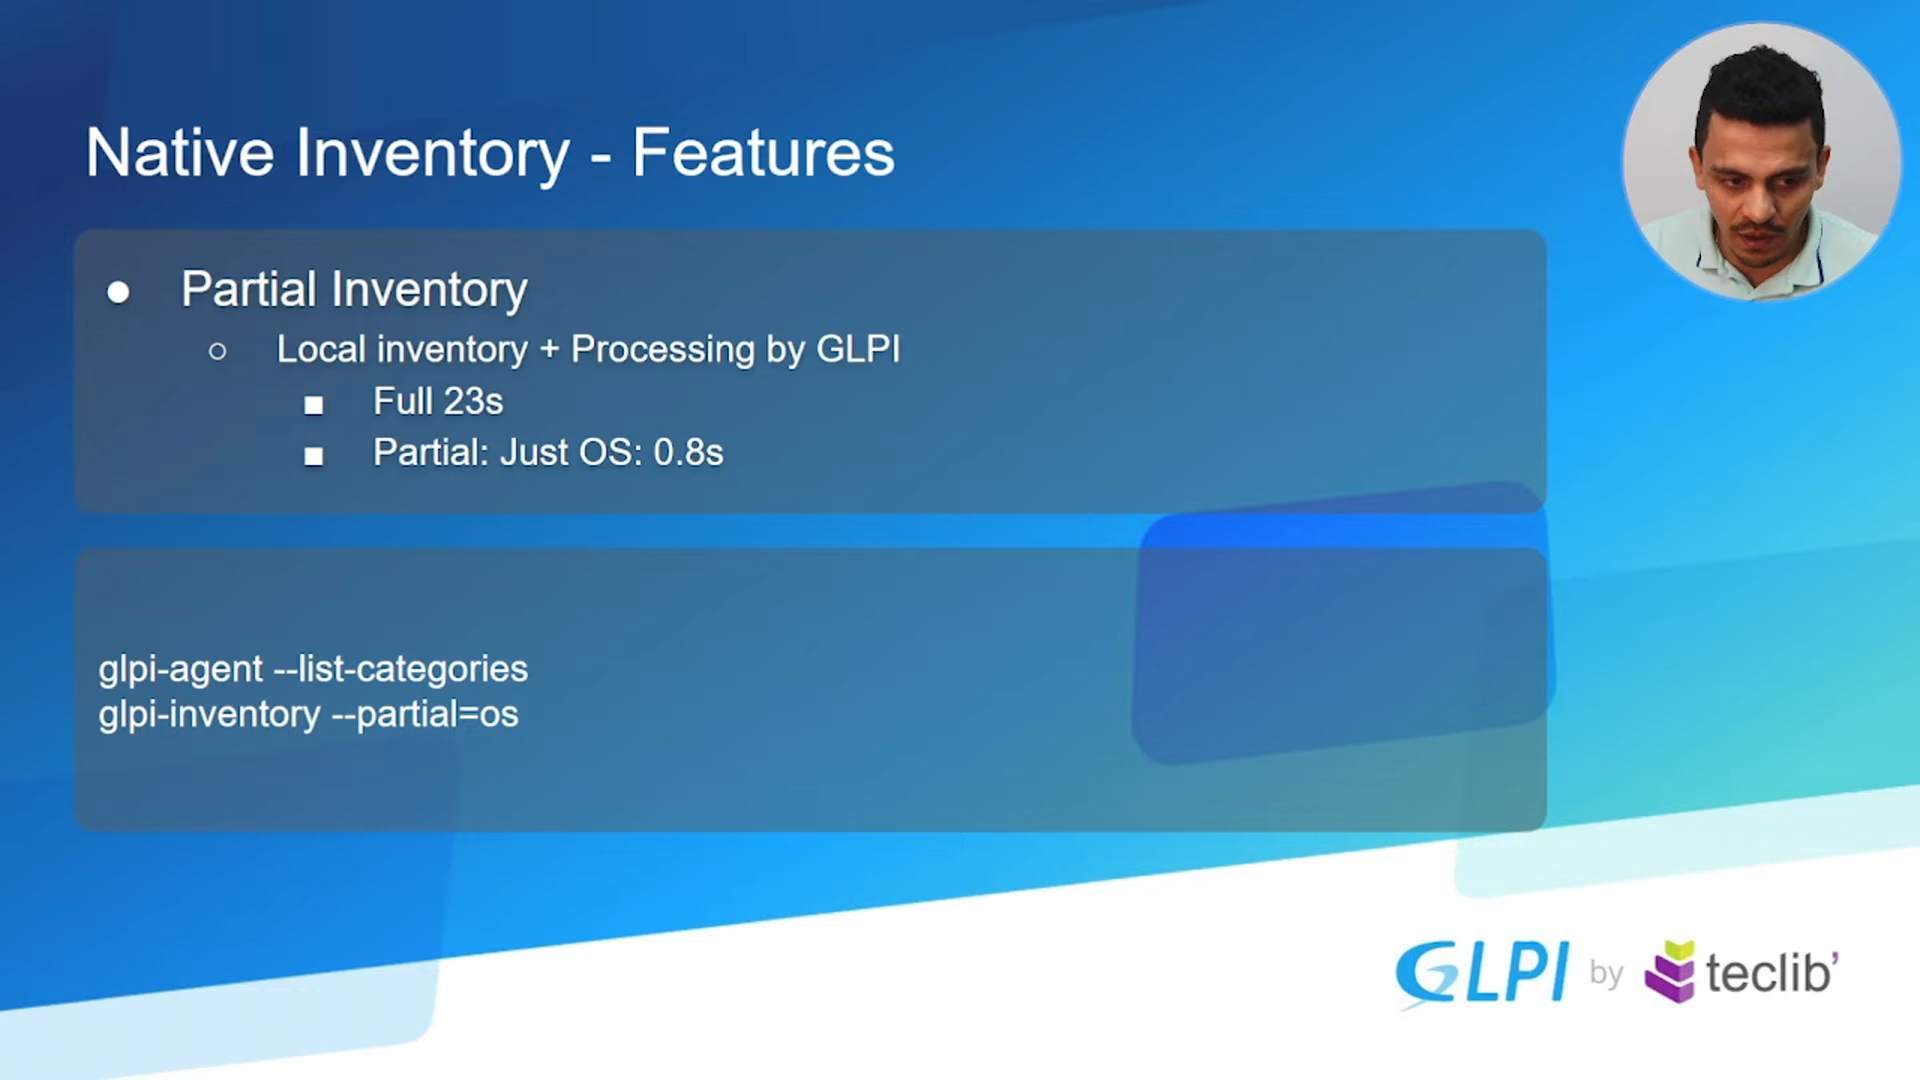 Native Inventory - Features
● Partial Inventory
○ Local inventory + Processing by GLPI
■ Full 23s
■ Partial: Just OS: 0.8s
glpi-agent --list-categories
glpi-inventory --partial=os
GLPI by teclib'